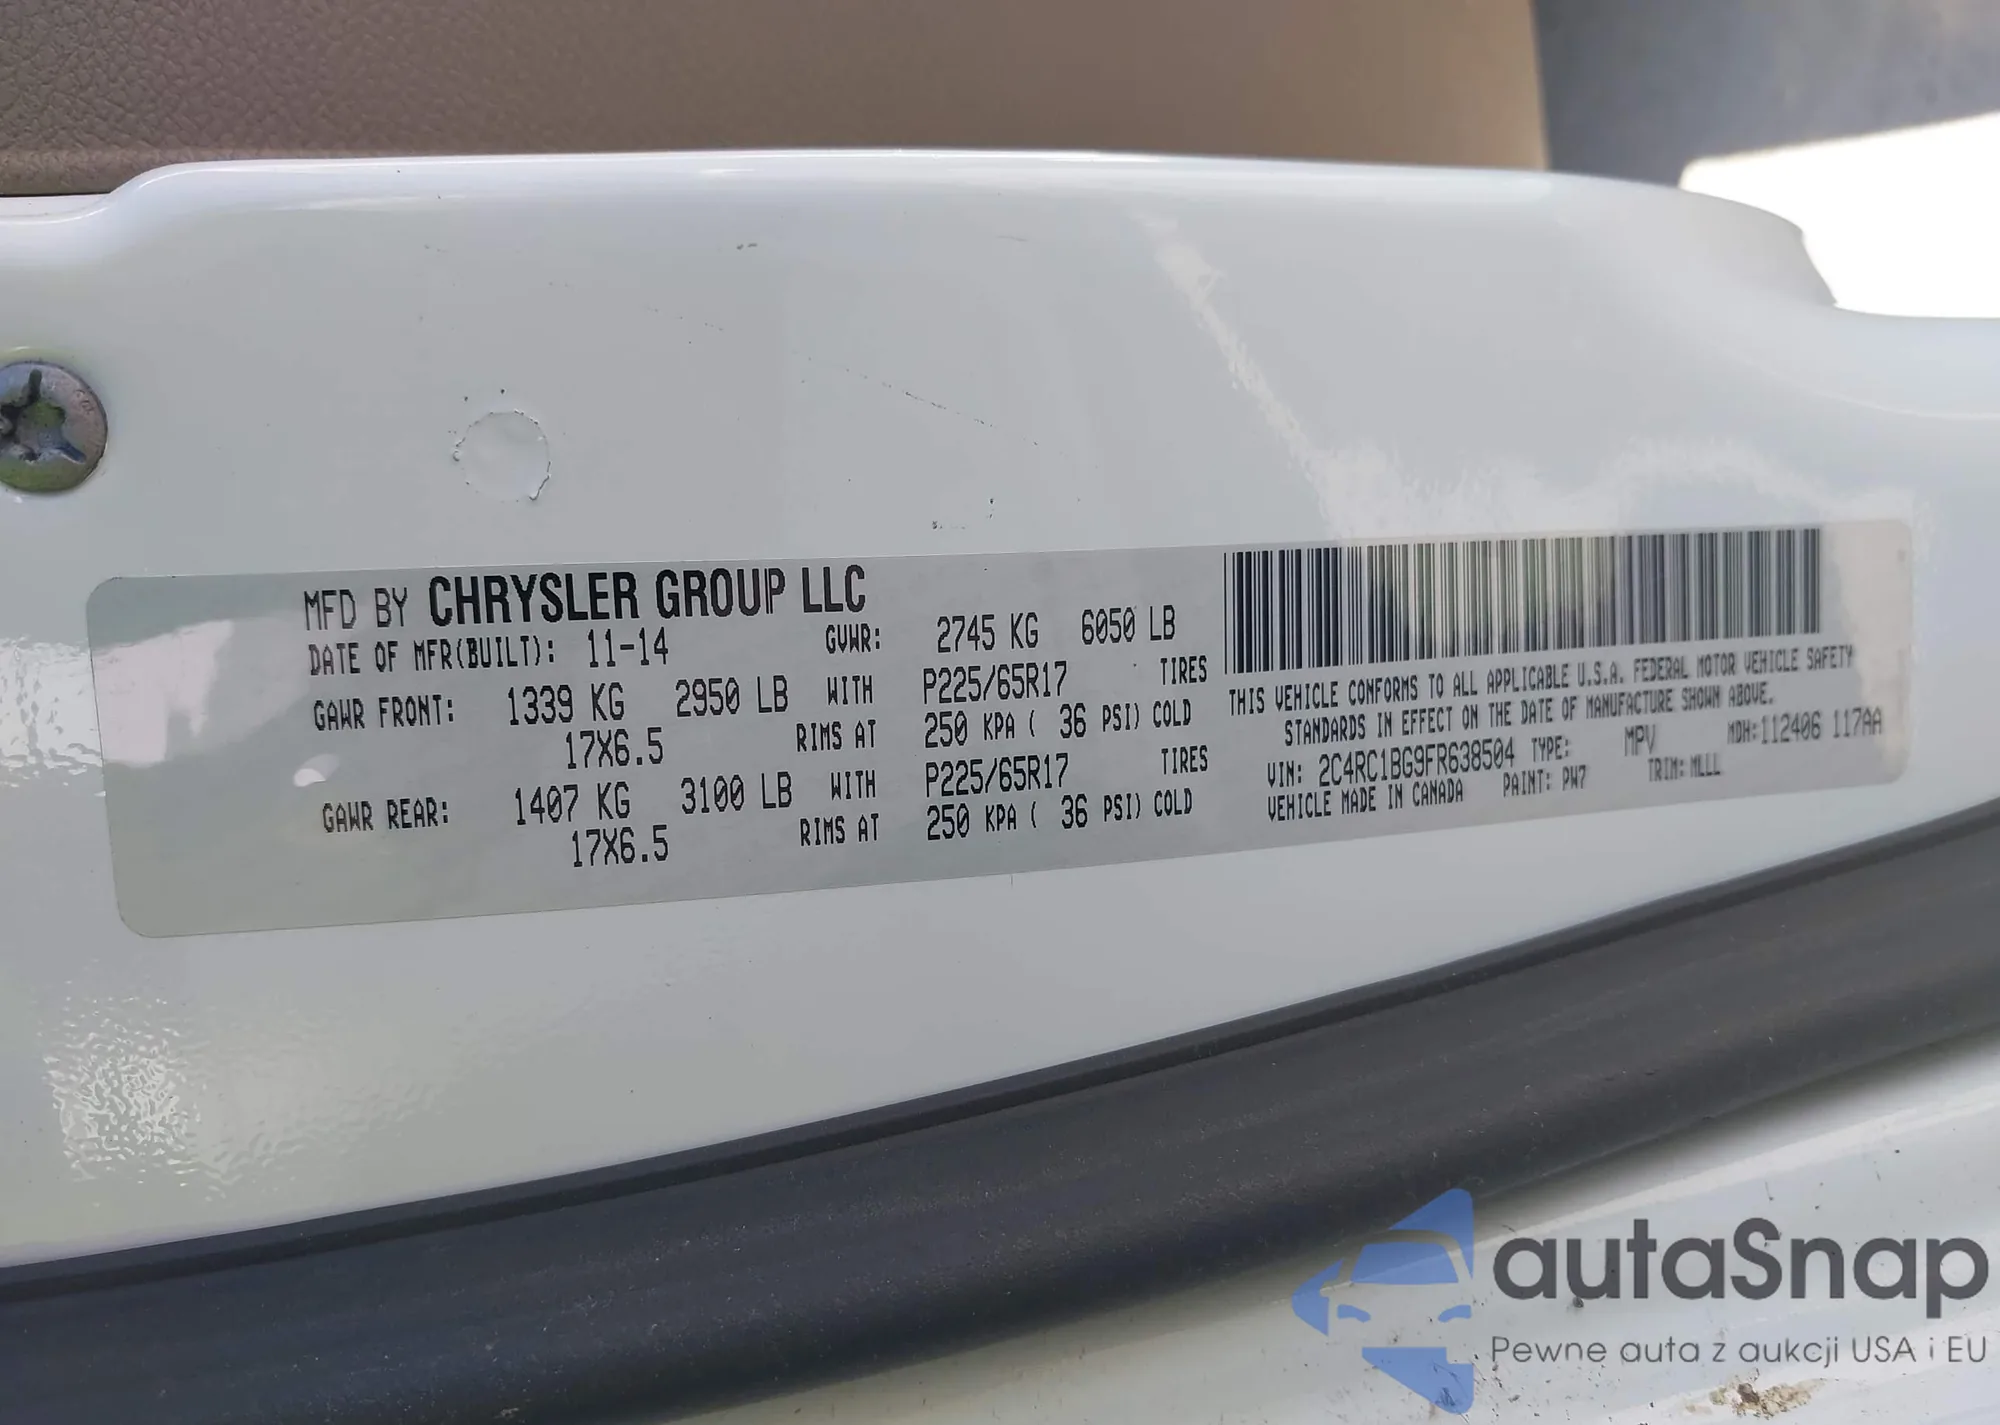 MFD BY CHRYSLER GROUP LLC
DATE OF MFR(BUILT): 11-14 GVWR: 2745 KG 6050 LB
GAWR FRONT: 1339 KG 2950 LB WITH P225/65R17 TIRES
17X6.5 RIMS AT 250 KPA ( 36 PSI) COLD
GAWR REAR: 1407 KG 3100 LB WITH P225/65R17 TIRES
17X6.5 RIMS AT 250 KPA ( 36 PSI) COLD
THIS VEHICLE CONFORMS TO ALL APPLICABLE U.S.A. FEDERAL MOTOR VEHICLE SAFETY
STANDARDS IN EFFECT ON THE DATE OF MANUFACTURE SHOWN ABOVE.
VIN: 2C4RC1BG9FR638504 TYPE: MPV MDH:112406 117AA
VEHICLE MADE IN CANADA PAINT: PW7 TRIM: MLLL
autaSnap
Pewne auta z aukcji USA i EU